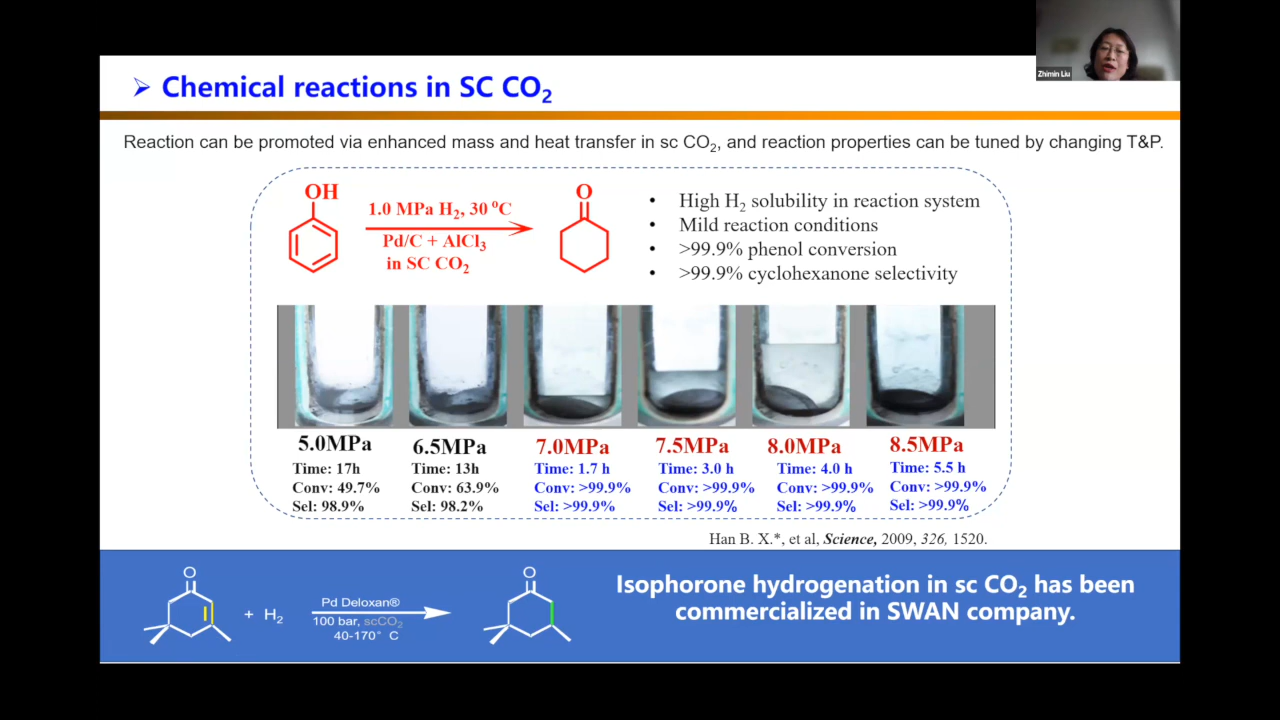 Zhimin Liu
➢ Chemical reactions in SC CO₂
Reaction can be promoted via enhanced mass and heat transfer in sc CO₂, and reaction properties can be tuned by changing T&P.
OH
1.0 MPa H₂, 30 ⁰C
Pd/C + AlCl₃
in SC CO₂
O
• High H₂ solubility in reaction system
• Mild reaction conditions
• >99.9% phenol conversion
• >99.9% cyclohexanone selectivity
5.0MPa
Time: 17h
Conv: 49.7%
Sel: 98.9%
6.5MPa
Time: 13h
Conv: 63.9%
Sel: 98.2%
7.0MPa
Time: 1.7 h
Conv: >99.9%
Sel: >99.9%
7.5MPa
Time: 3.0 h
Conv: >99.9%
Sel: >99.9%
8.0MPa
Time: 4.0 h
Conv: >99.9%
Sel: >99.9%
8.5MPa
Time: 5.5 h
Conv: >99.9%
Sel: >99.9%
Han B. X.*, et al, Science, 2009, 326, 1520.
O
+ H₂
Pd Deloxan®
100 bar, scCO₂
40-170° C
O
Isophorone hydrogenation in sc CO₂ has been
commercialized in SWAN company.